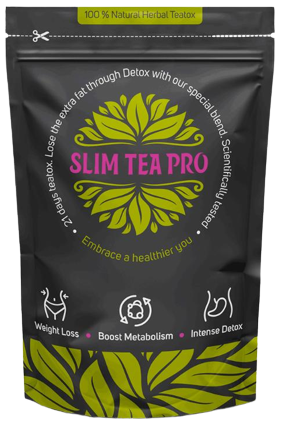 100 % Natural Herbal Teatox
21 days teatox. Lose the extra fat through Detox with our special blend. Scientifically tested
SLIM TEA PRO
Embrace a healthier you
Weight Loss • Boost Metabolism • Intense Detox